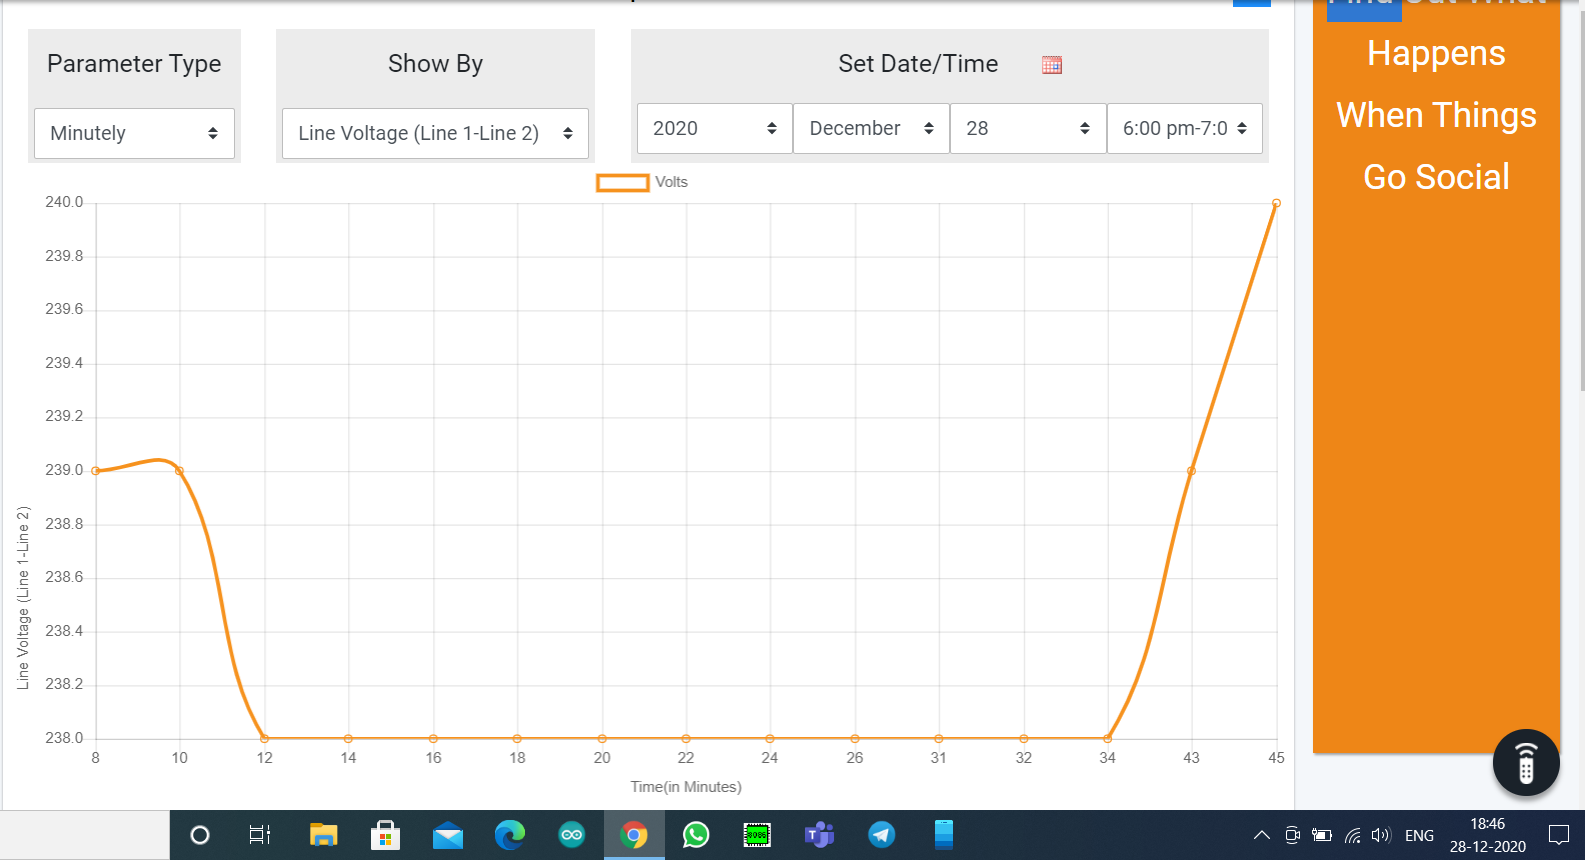 Happens
When Things
Go Social
Parameter Type
Show By
Set Date/Time
Minutely
Line Voltage (Line 1-Line 2)
2020
December
28
6:00 pm-7:0
Volts
240.0
239.8
239.6
239.4
239.2
239.0
238.8
238.6
238.4
238.2
238.0
Line Voltage (Line 1-Line 2)
8 10 12 14 16 18 20 22 24 26 31 32 34 43 45
Time(in Minutes)
8086
T
ENG
18:46
28-12-2020